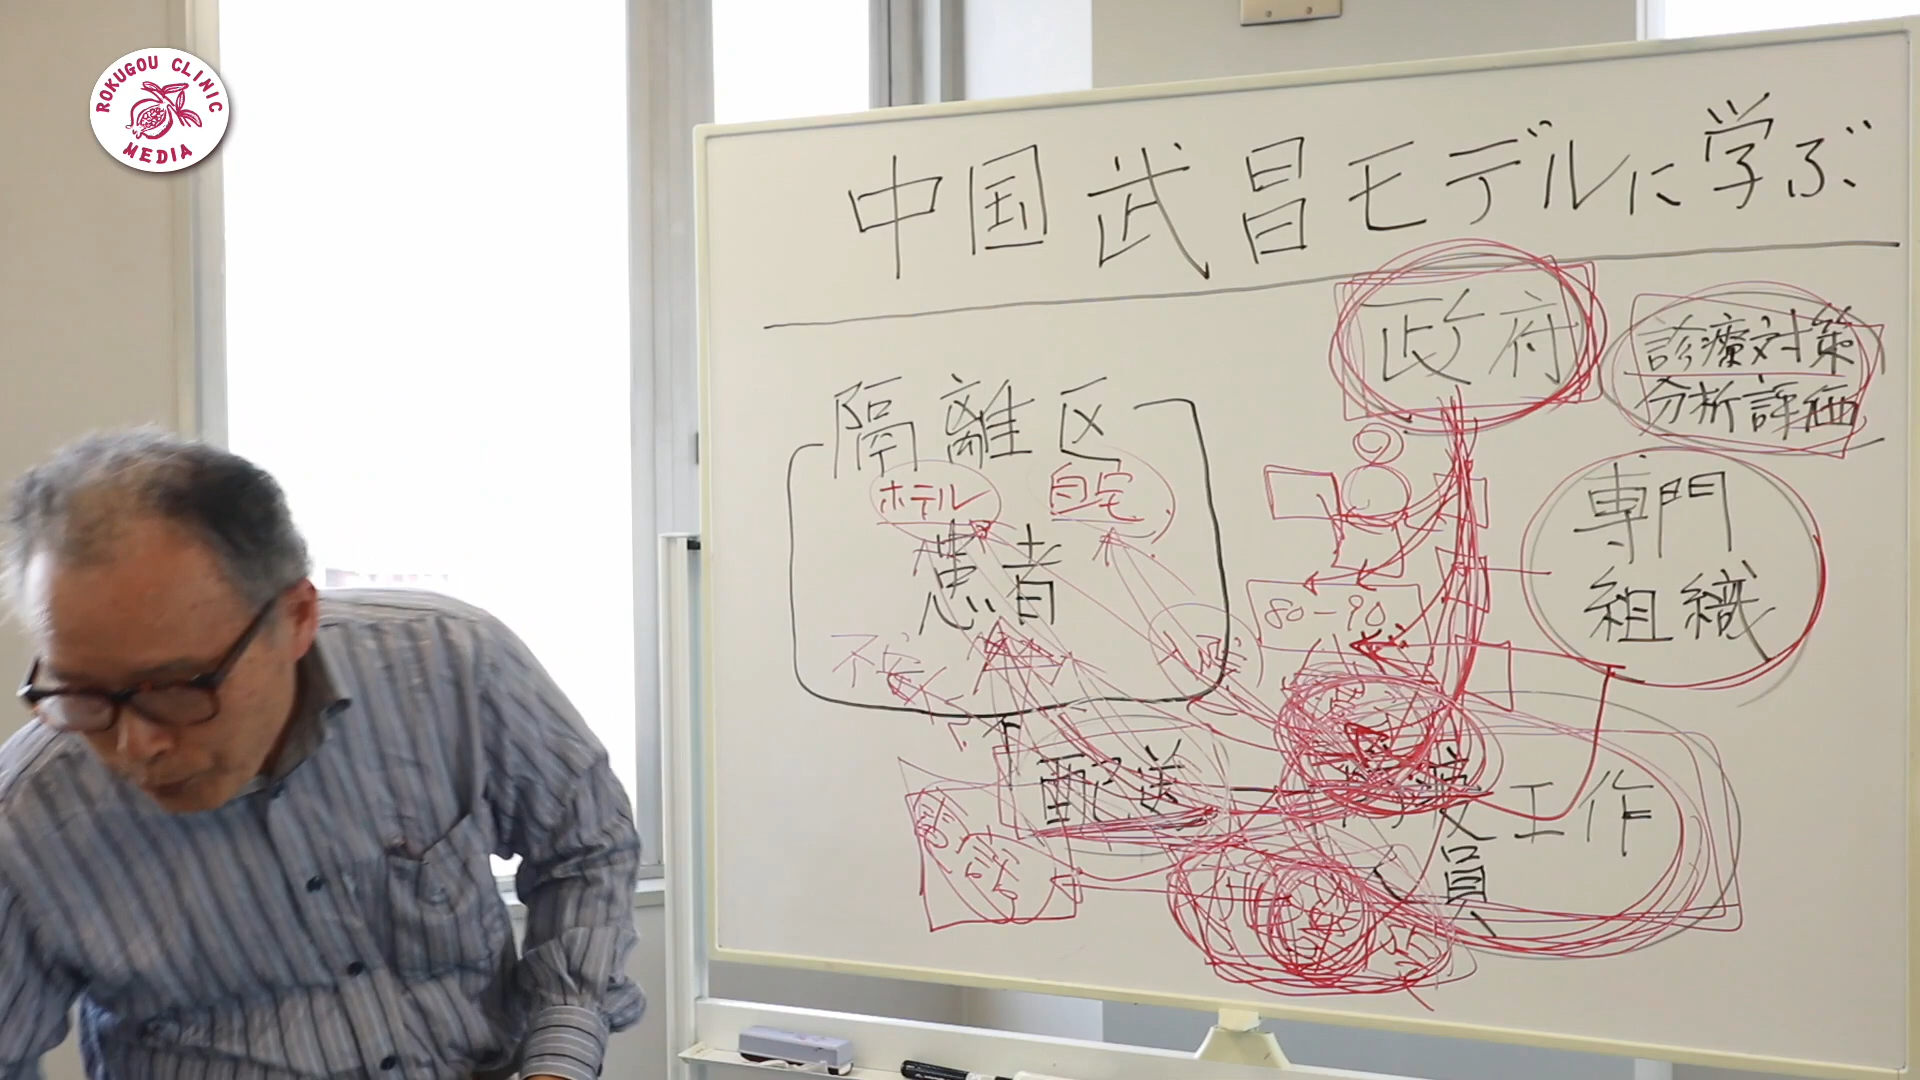 ROKUGOU CLINIC
MEDIA
中国武昌モデルに学ぶ
政府
診療対策
分析評価
隔離区
ホテル 自宅
専門
組織
患者
80-90
不安
配送
工作
員